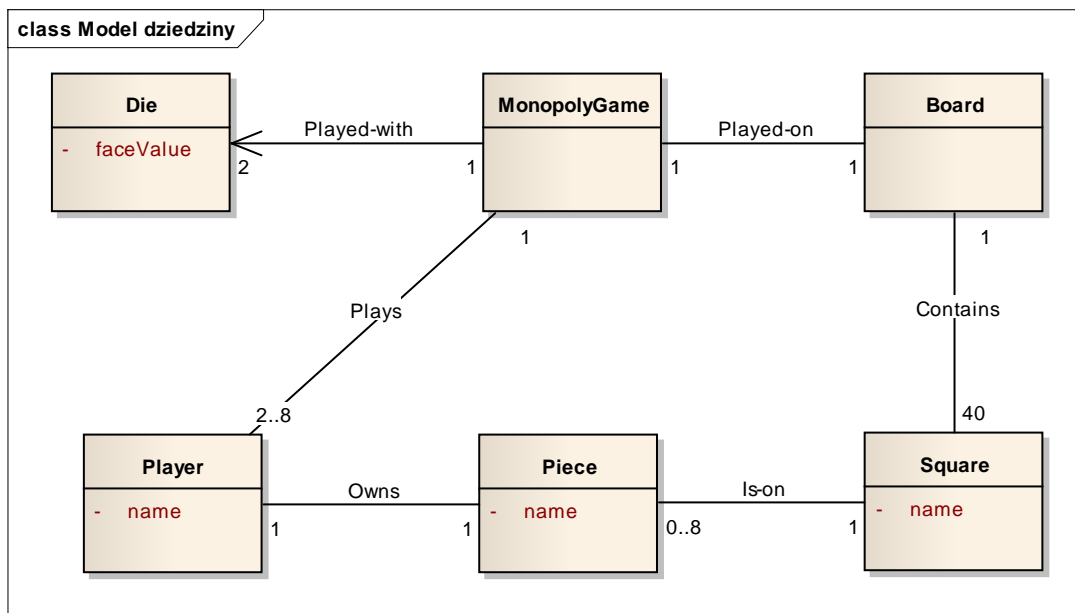 class Model dziedziny
Die
- faceValue
MonopolyGame
Board
Played-with
2
1
Played-on
1
1
1
Plays
2..8
1
Contains
40
Player
- name
Owns
1
1
Piece
- name
Is-on
0..8
1
Square
- name